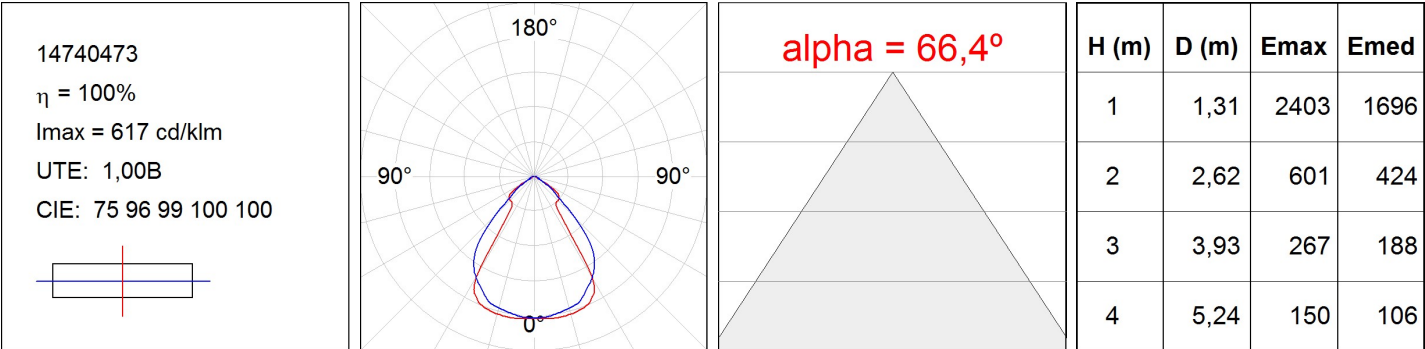 14740473
η = 100%
Imax = 617 cd/klm
UTE: 1,00B
CIE: 75 96 99 100 100
180°
90° 90°
0°
alpha = 66,4º
H (m) D (m) Emax Emed
1 1,31 2403 1696
2 2,62 601 424
3 3,93 267 188
4 5,24 150 106